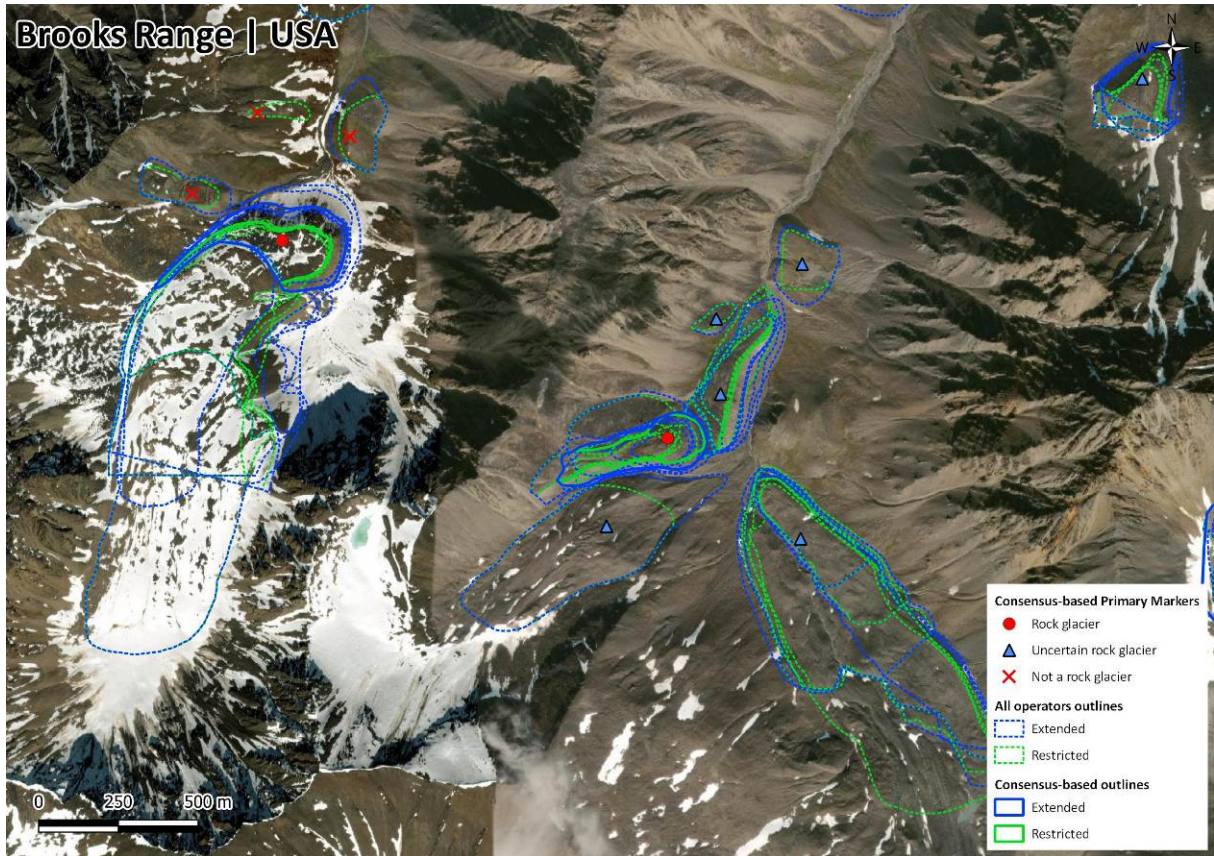 Brooks Range | USA
N
W E
S
Consensus-based Primary Markers
Rock glacier
Uncertain rock glacier
Not a rock glacier
All operators outlines
Extended
Restricted
Consensus-based outlines
Extended
Restricted
0 250 500 m